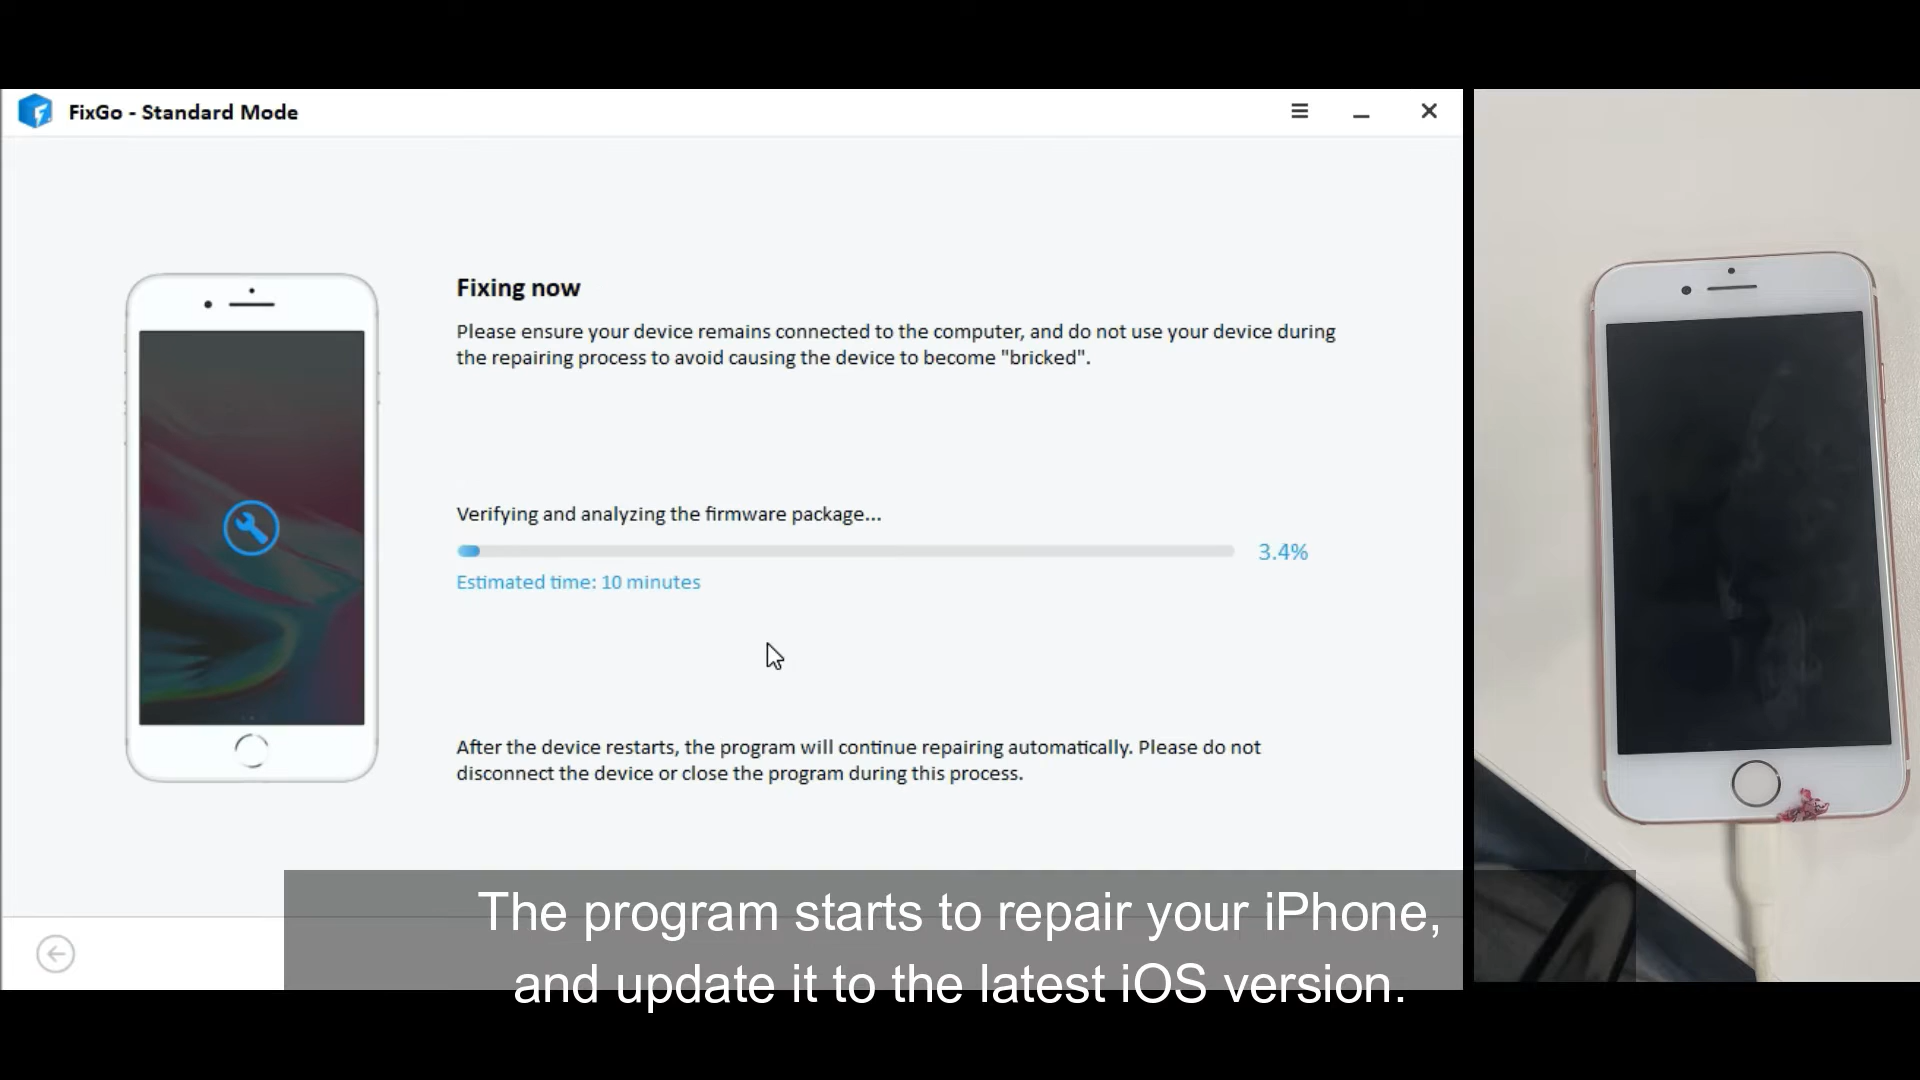 FixGo - Standard Mode
Fixing now
Please ensure your device remains connected to the computer, and do not use your device during
the repairing process to avoid causing the device to become "bricked".
Verifying and analyzing the firmware package...
3.4%
Estimated time: 10 minutes
After the device restarts, the program will continue repairing automatically. Please do not
disconnect the device or close the program during this process.
The program starts to repair your iPhone,
and update it to the latest iOS version.